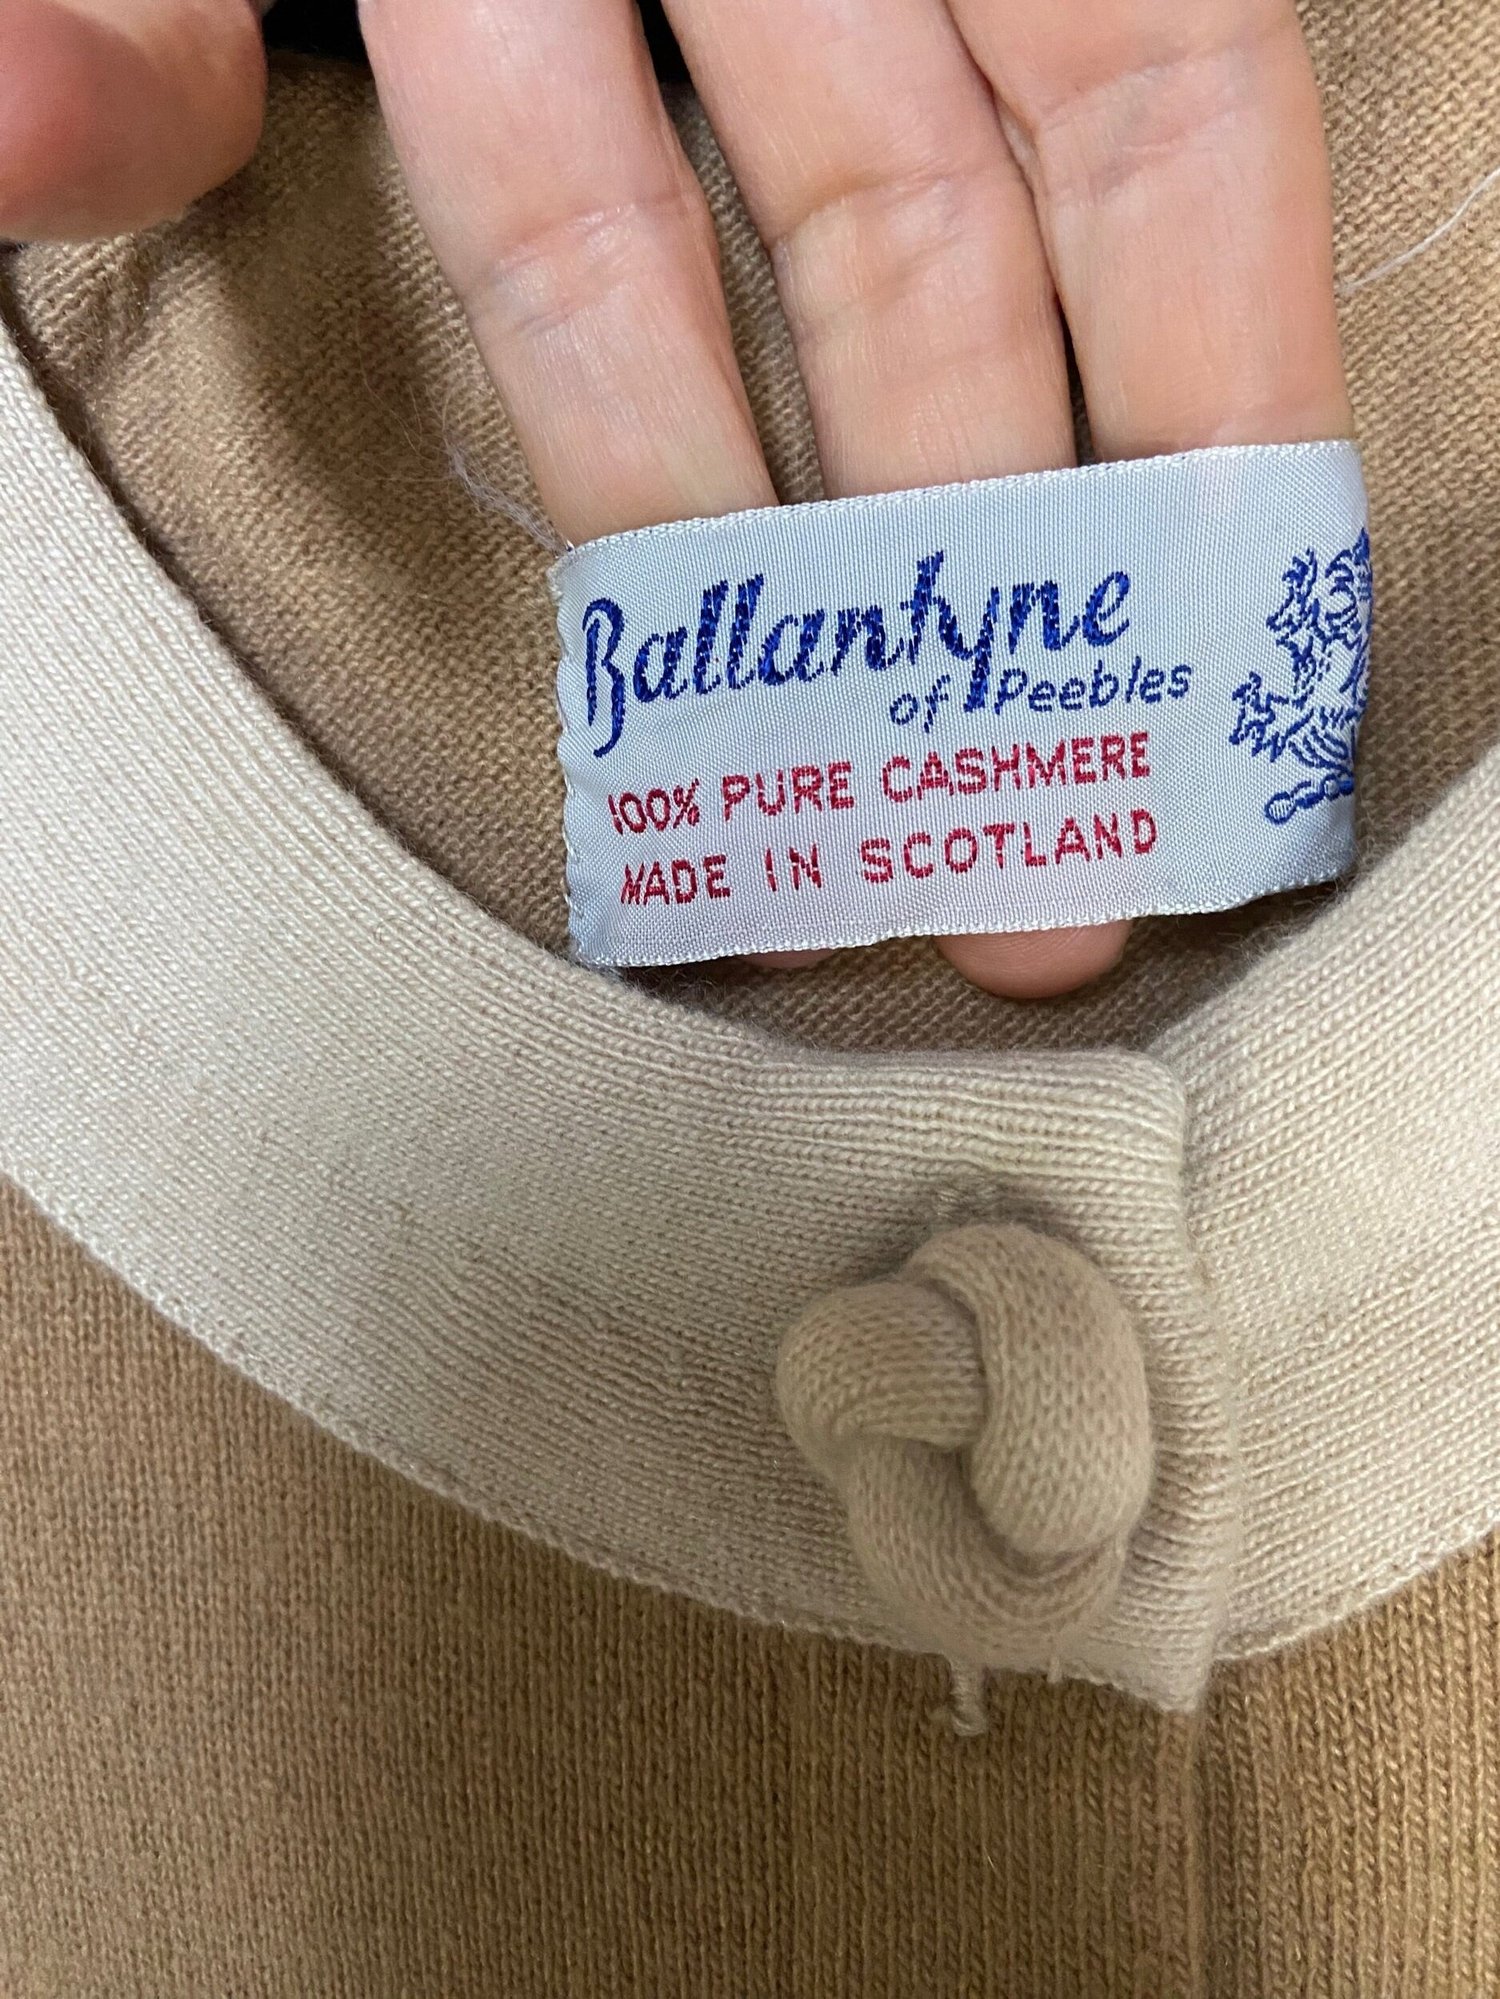 Ballantyne
of Peebles
100% PURE CASHMERE
MADE IN SCOTLAND